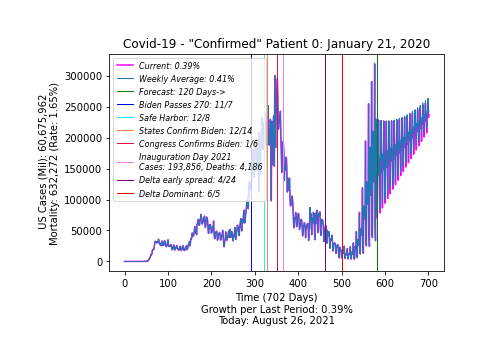 Covid-19 - "Confirmed" Patient 0: January 21, 2020
Current: 0.39%
Weekly Average: 0.41%
Forecast: 120 Days->
Biden Passes 270: 11/7
Safe Harbor: 12/8
States Confirm Biden: 12/14
Congress Confirms Biden: 1/6
Inauguration Day 2021
Cases: 193,856, Deaths: 4,186
Delta early spread: 4/24
Delta Dominant: 6/5
300000
250000
200000
150000
100000
50000
0
US Cases (Mil): 60,675,962
Mortality: 632,272 (Rate: 1.65%)
0 100 200 300 400 500 600 700
Time (702 Days)
Growth per Last Period: 0.39%
Today: August 26, 2021